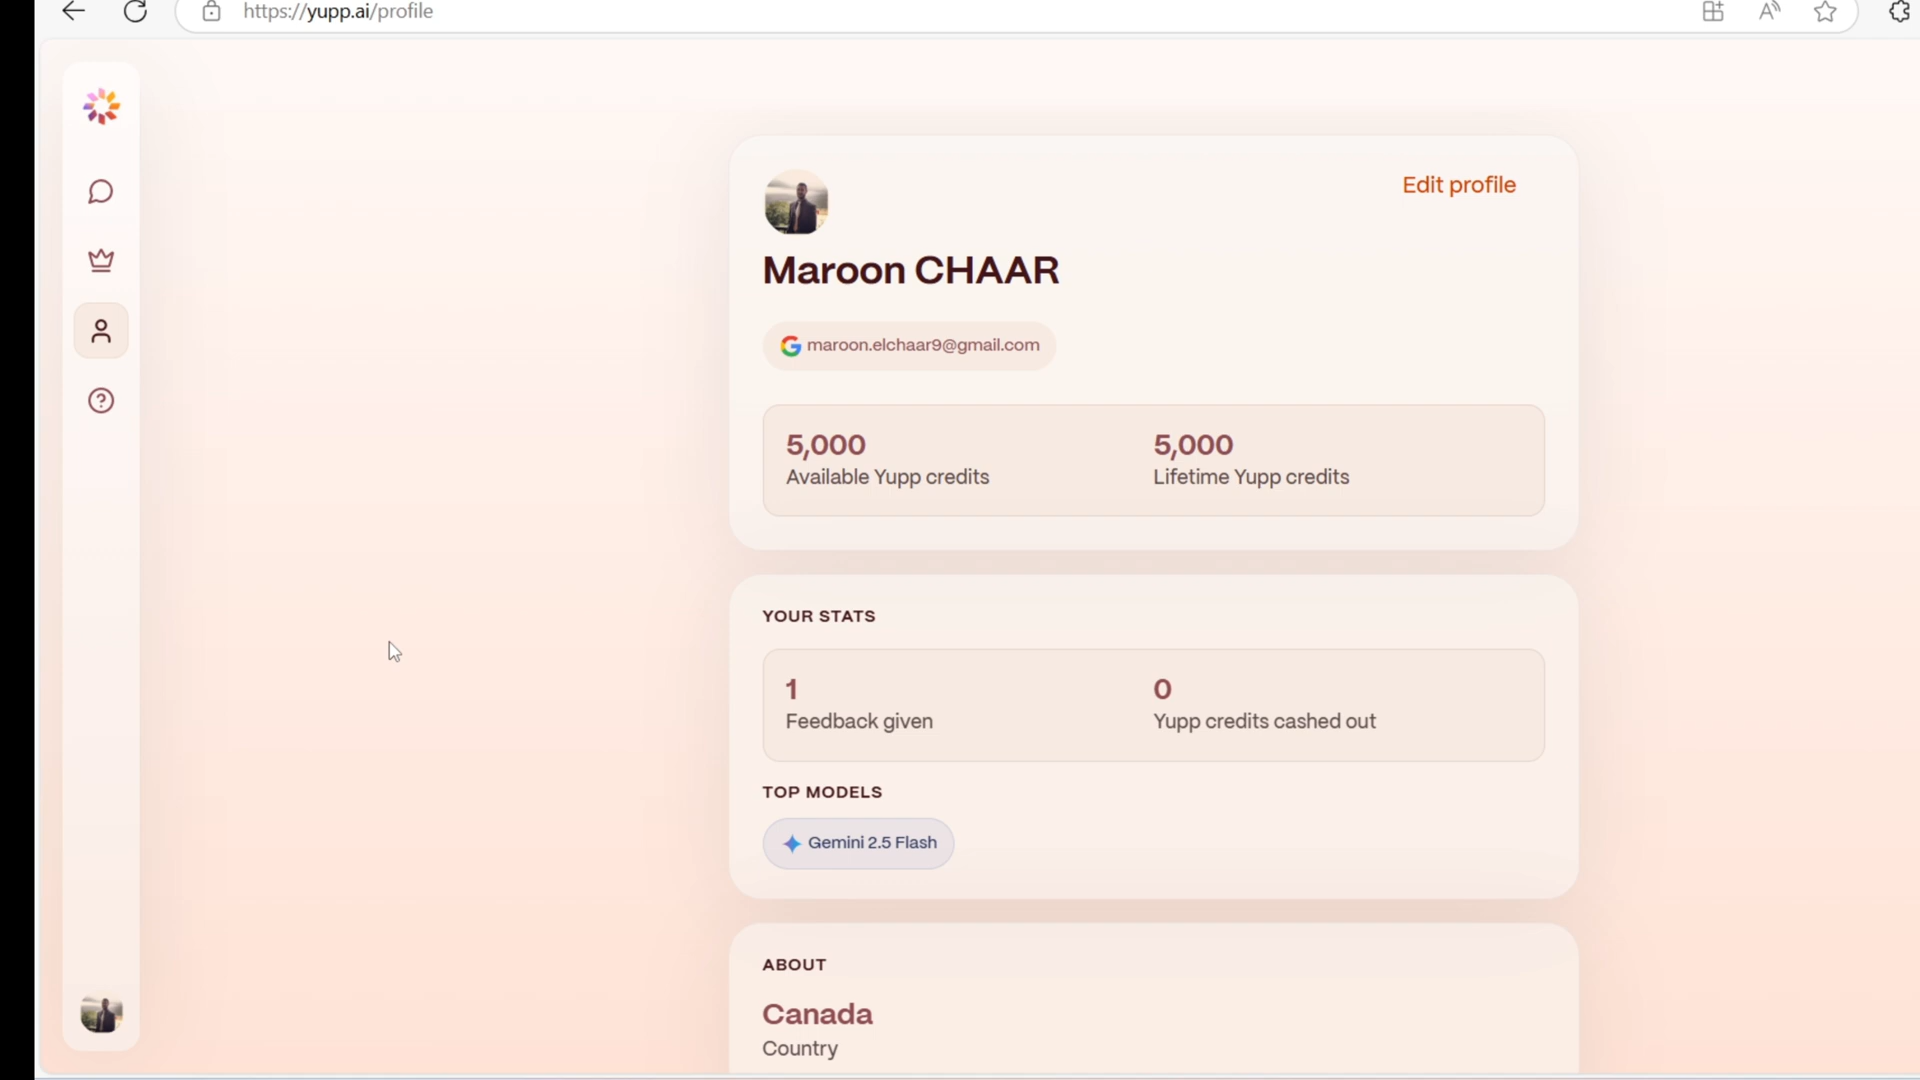 https://yupp.ai/profile
Edit profile
Maroon CHAAR
maroon.elchaar9@gmail.com
5,000
Available Yupp credits
5,000
Lifetime Yupp credits
YOUR STATS
1
Feedback given
0
Yupp credits cashed out
TOP MODELS
Gemini 2.5 Flash
ABOUT
Canada
Country